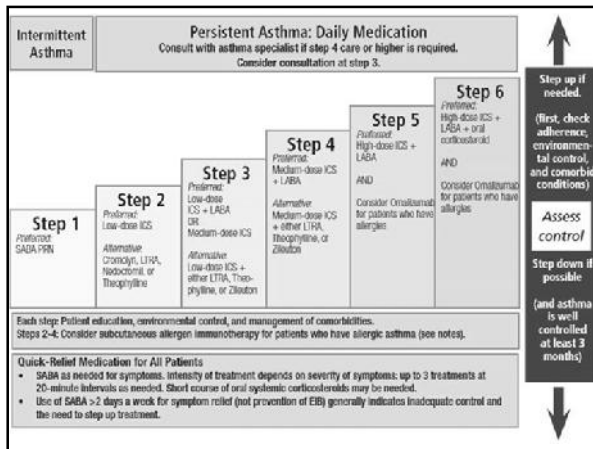 Intermittent
Asthma
Persistent Asthma: Daily Medication
Consult with asthma specialist if step 4 care or higher is required.
Consider consultation at step 3.
Step 1
Preferred:
SABA PRN
Step 2
Preferred:
Low-dose ICS
Alternative:
Cromolyn, LTRA,
Nedocromil, or
Theophylline
Step 3
Preferred:
Low-dose
ICS + LABA
OR
Medium-dose ICS
Alternative:
Low-dose ICS +
either LTRA, Theo-
phylline, or Zileuton
Step 4
Preferred:
Medium-dose ICS
+ LABA
Alternative:
Medium-dose ICS
+ either LTRA,
Theophylline, or
Zileuton
Step 5
Preferred:
High-dose ICS +
LABA
AND
Consider Omalizumab
for patients who have
allergies
Step 6
Preferred:
High-dose ICS +
LABA + oral
corticosteroid
AND
Consider Omalizumab
for patients who have
allergies
Each step: Patient education, environmental control, and management of comorbidities.
Steps 2–4: Consider subcutaneous allergen immunotherapy for patients who have allergic asthma (see notes).
Quick-Relief Medication for All Patients
• SABA as needed for symptoms. Intensity of treatment depends on severity of symptoms: up to 3 treatments at
20-minute intervals as needed. Short course of oral systemic corticosteroids may be needed.
• Use of SABA >2 days a week for symptom relief (not prevention of EIB) generally indicates inadequate control and
the need to step up treatment.
Step up if
needed.
(first, check
adherence,
environmen-
tal control,
and comorbid
conditions)
Assess
control
Step down if
possible
(and asthma
is well
controlled
at least 3
months)